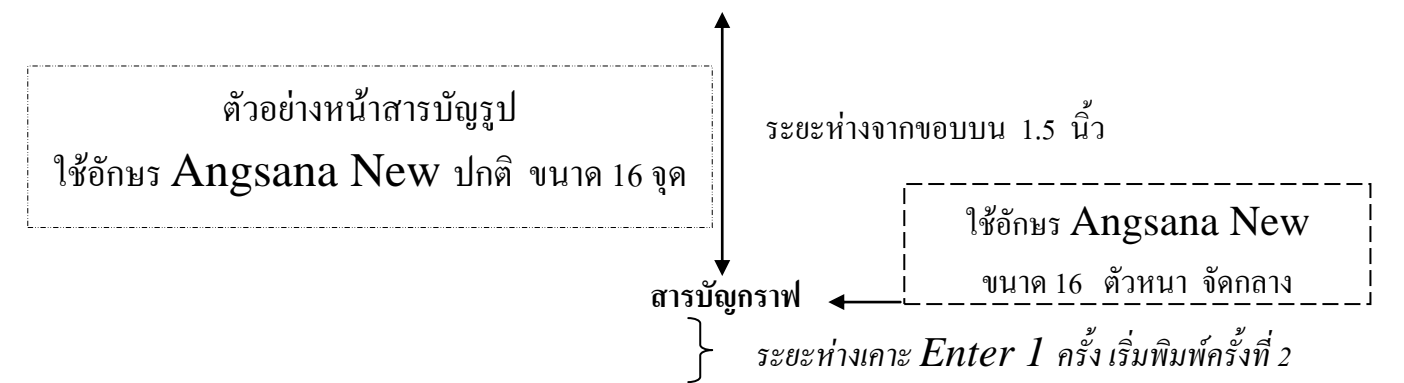 ตัวอย่างหน้าสารบัญรูป
ใช้อักษร Angsana New ปกติ ขนาด 16 จุด
ระยะห่างจากขอบบน 1.5 นิ้ว
ใช้อักษร Angsana New
ขนาด 16 ตัวหนา จัดกลาง
สารบัญกราฟ
ระยะห่างเคาะ Enter 1 ครั้ง เริ่มพิมพ์ครั้งที่ 2